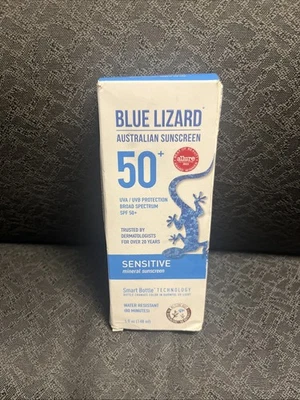 BLUE LIZARD
AUSTRALIAN SUNSCREEN
50+
allure
UVA / UVB PROTECTION
BROAD SPECTRUM
SPF 50+
TRUSTED BY
DERMATOLOGISTS
FOR OVER 20 YEARS
SENSITIVE
mineral sunscreen
Smart Bottle™ TECHNOLOGY
WATER RESISTANT
(80 MINUTES)